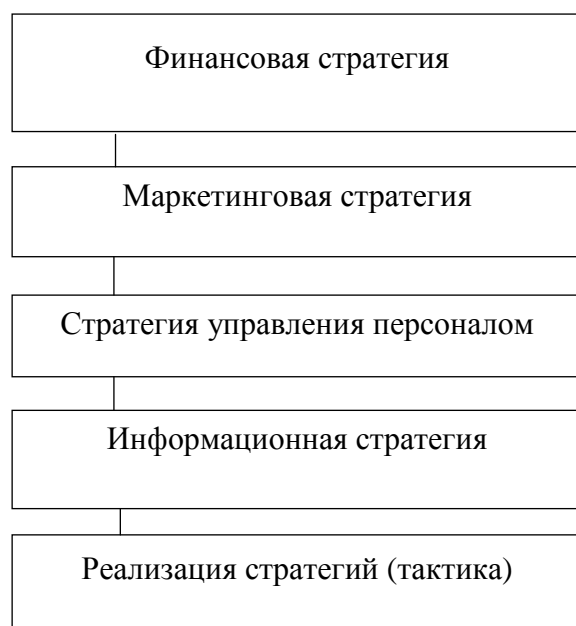 Финансовая стратегия
Маркетинговая стратегия
Стратегия управления персоналом
Информационная стратегия
Реализация стратегий (тактика)